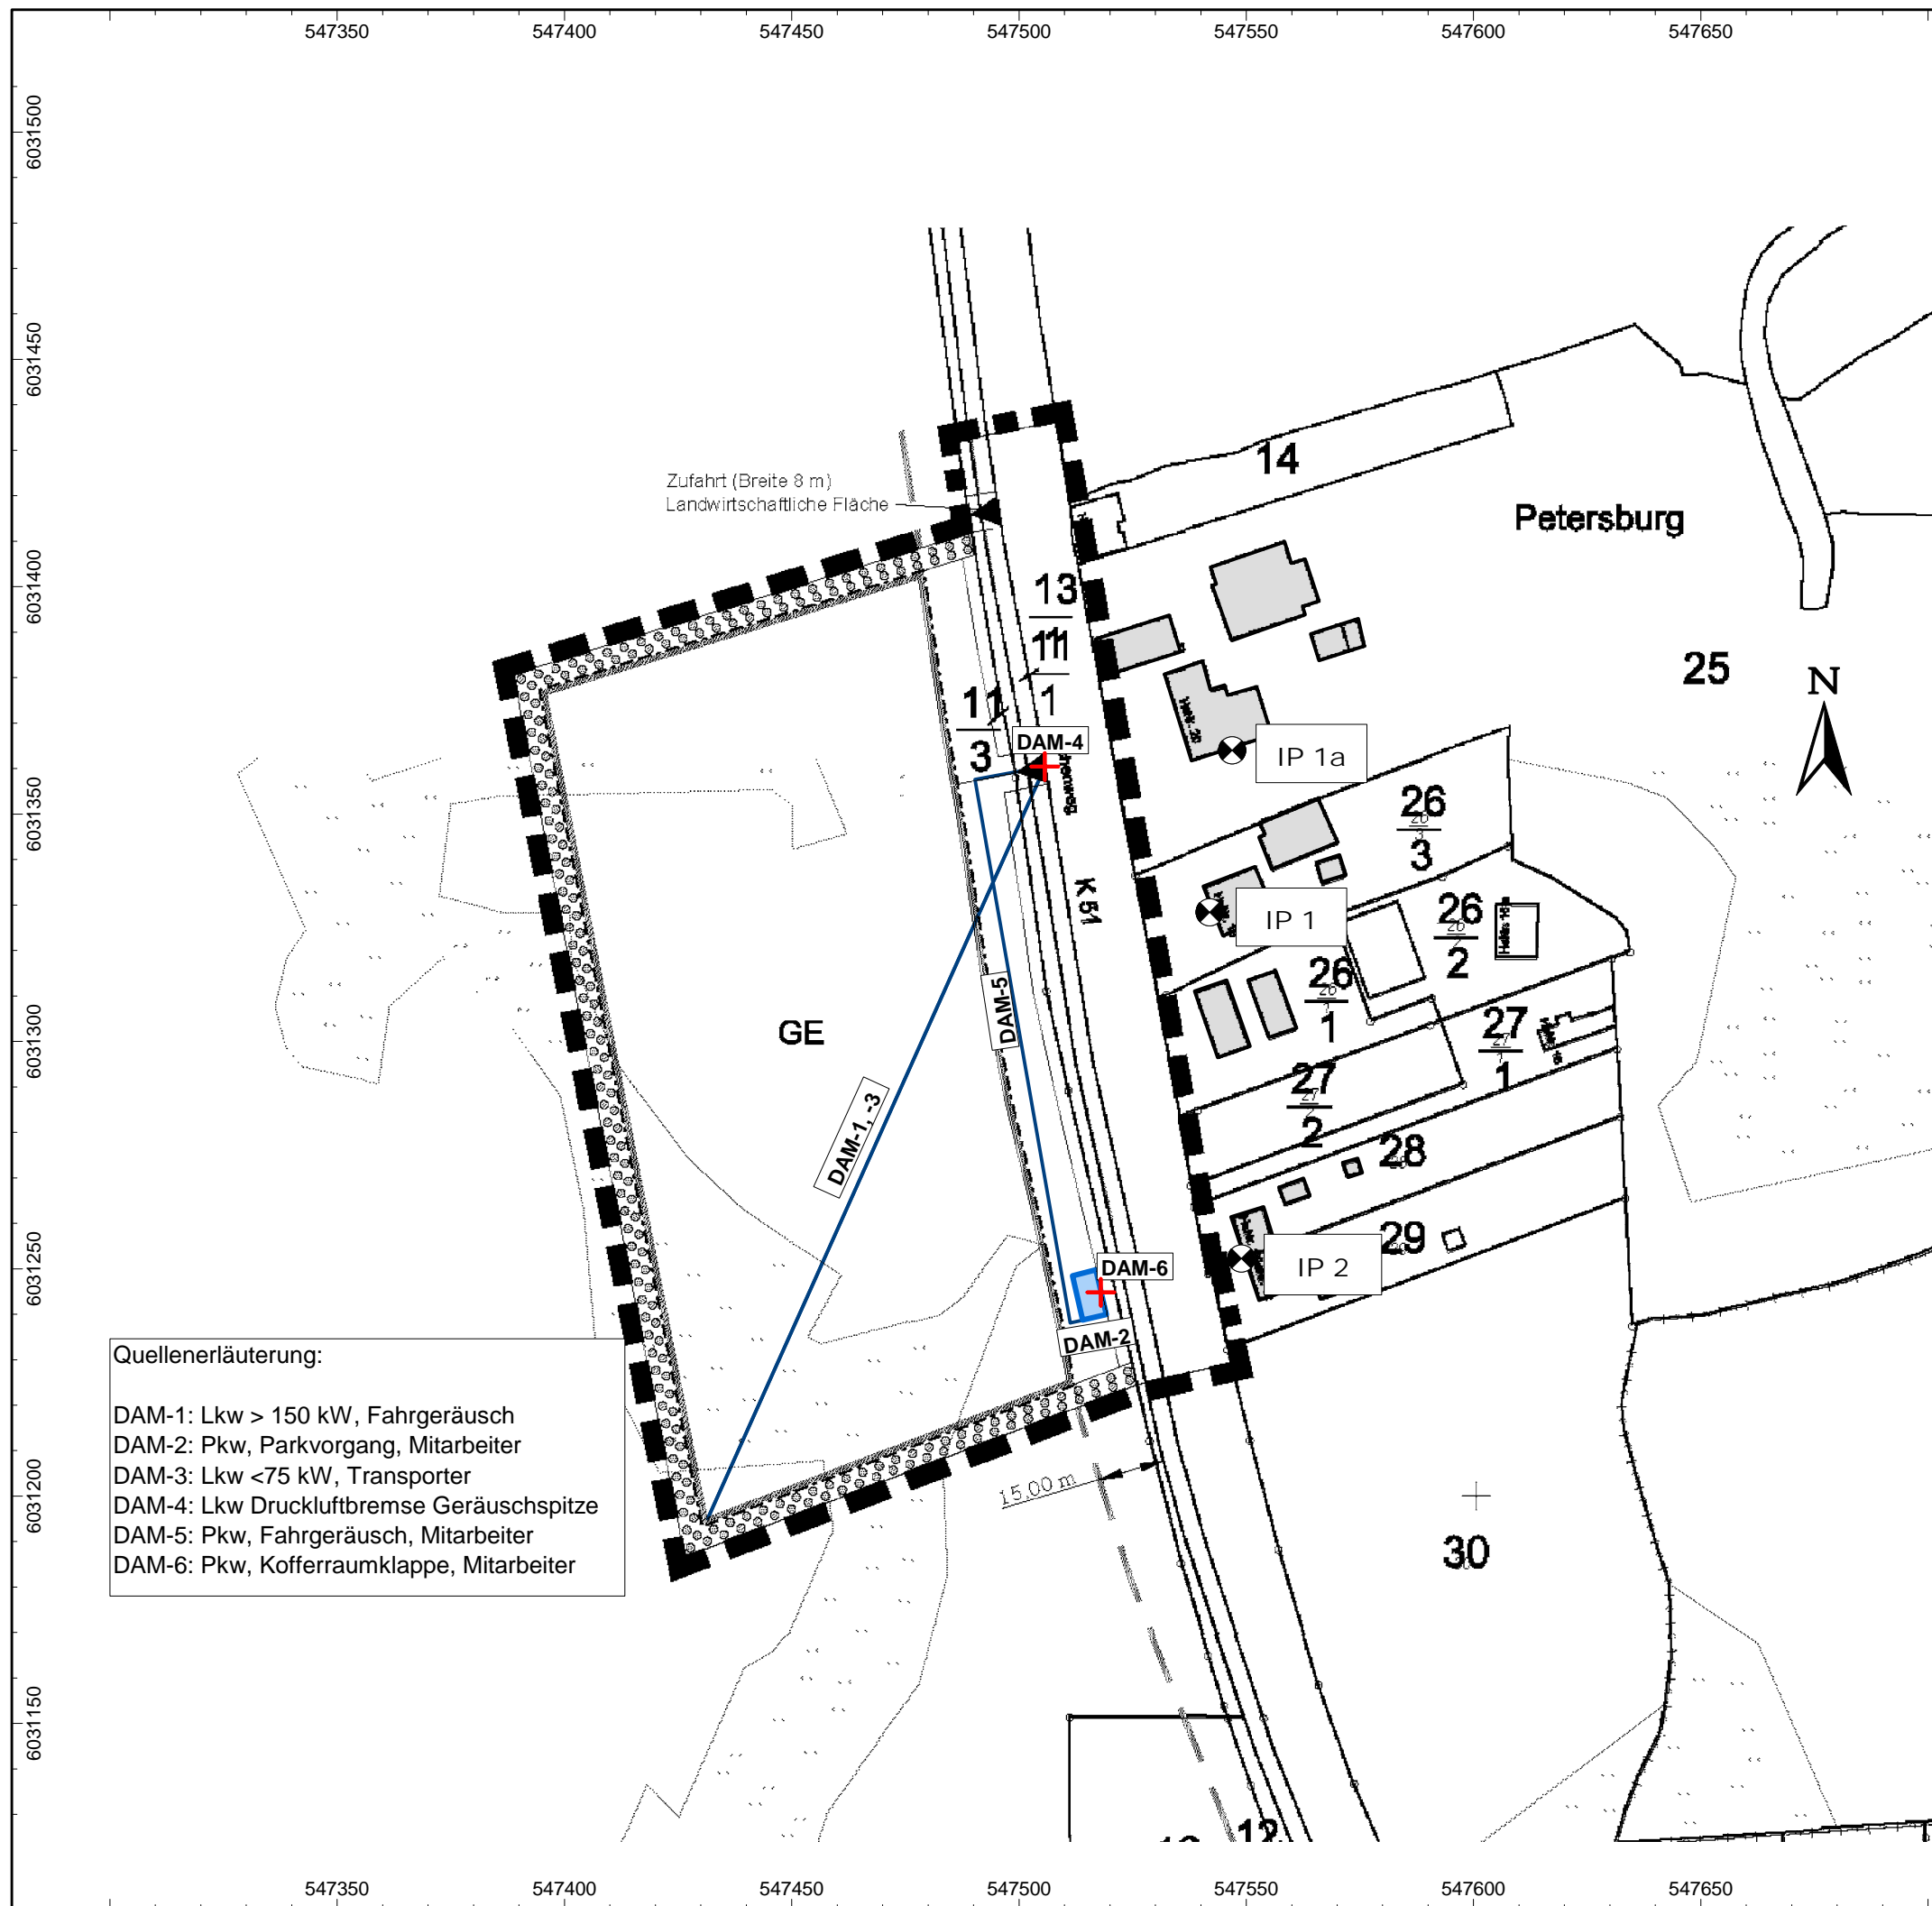 547350 547400 547450 547500 547550 547600 547650
6031500
6031450
6031400
6031350
6031300
6031250
6031200
6031150
14
Zufahrt (Breite 8 m)
Landwirtschaftliche Fläche
Petersburg
13
11
1
25
N
11
3
DAM-4
IP 1a
26
3
K 51
IP 1
26
2
26
1
DAM-5
GE
27
1
27
2
DAM-1, -3
28
29
DAM-6
IP 2
DAM-2
Quellenerläuterung:
DAM-1: Lkw > 150 kW, Fahrgeräusch
DAM-2: Pkw, Parkvorgang, Mitarbeiter
DAM-3: Lkw <75 kW, Transporter
DAM-4: Lkw Druckluftbremse Geräuschspitze
DAM-5: Pkw, Fahrgeräusch, Mitarbeiter
DAM-6: Pkw, Kofferraumklappe, Mitarbeiter
15.00 m
30
12
547350 547400 547450 547500 547550 547600 547650